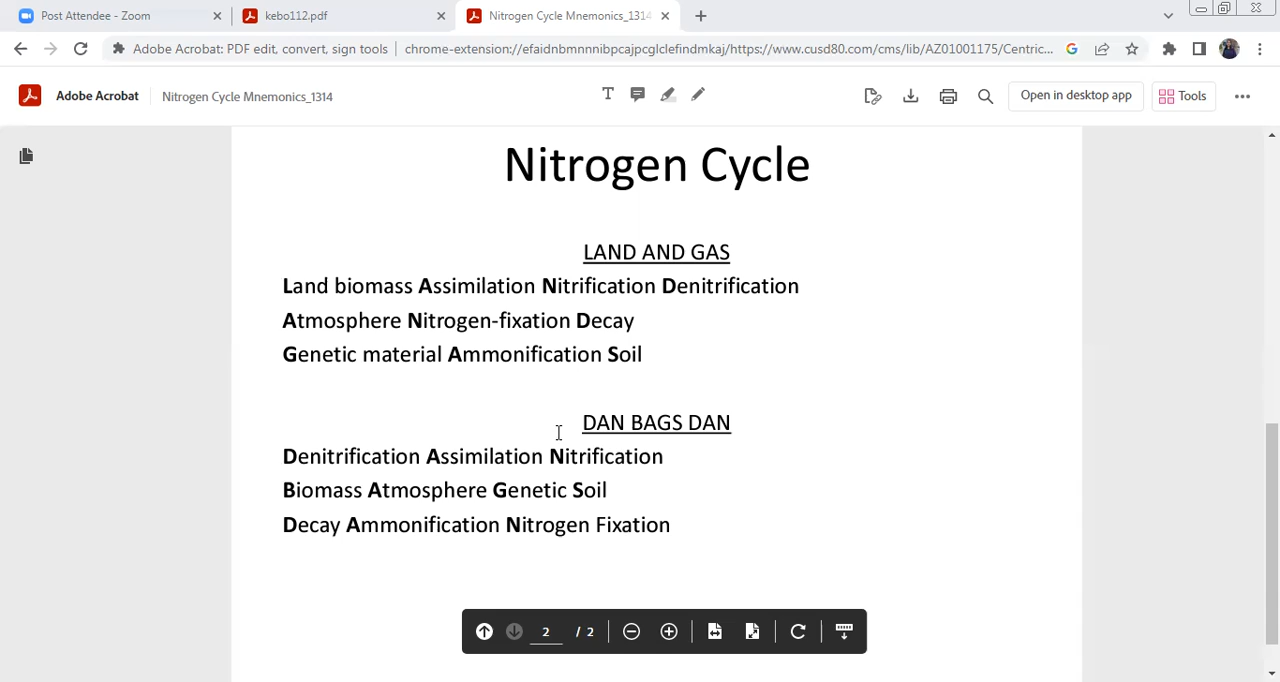 Post Attendee - Zoom
kebo112.pdf
Nitrogen Cycle Mnemonics_1314
Adobe Acrobat: PDF edit, convert, sign tools
chrome-extension://efaidnbmnnnibpcajpcglclefindmkaj/https://www.cusd80.com/cms/lib/AZ01001175/Centric...
Adobe Acrobat
Nitrogen Cycle Mnemonics_1314
Open in desktop app
Tools
Nitrogen Cycle
LAND AND GAS
Land biomass Assimilation Nitrification Denitrification
Atmosphere Nitrogen-fixation Decay
Genetic material Ammonification Soil
DAN BAGS DAN
Denitrification Assimilation Nitrification
Biomass Atmosphere Genetic Soil
Decay Ammonification Nitrogen Fixation
2 / 2